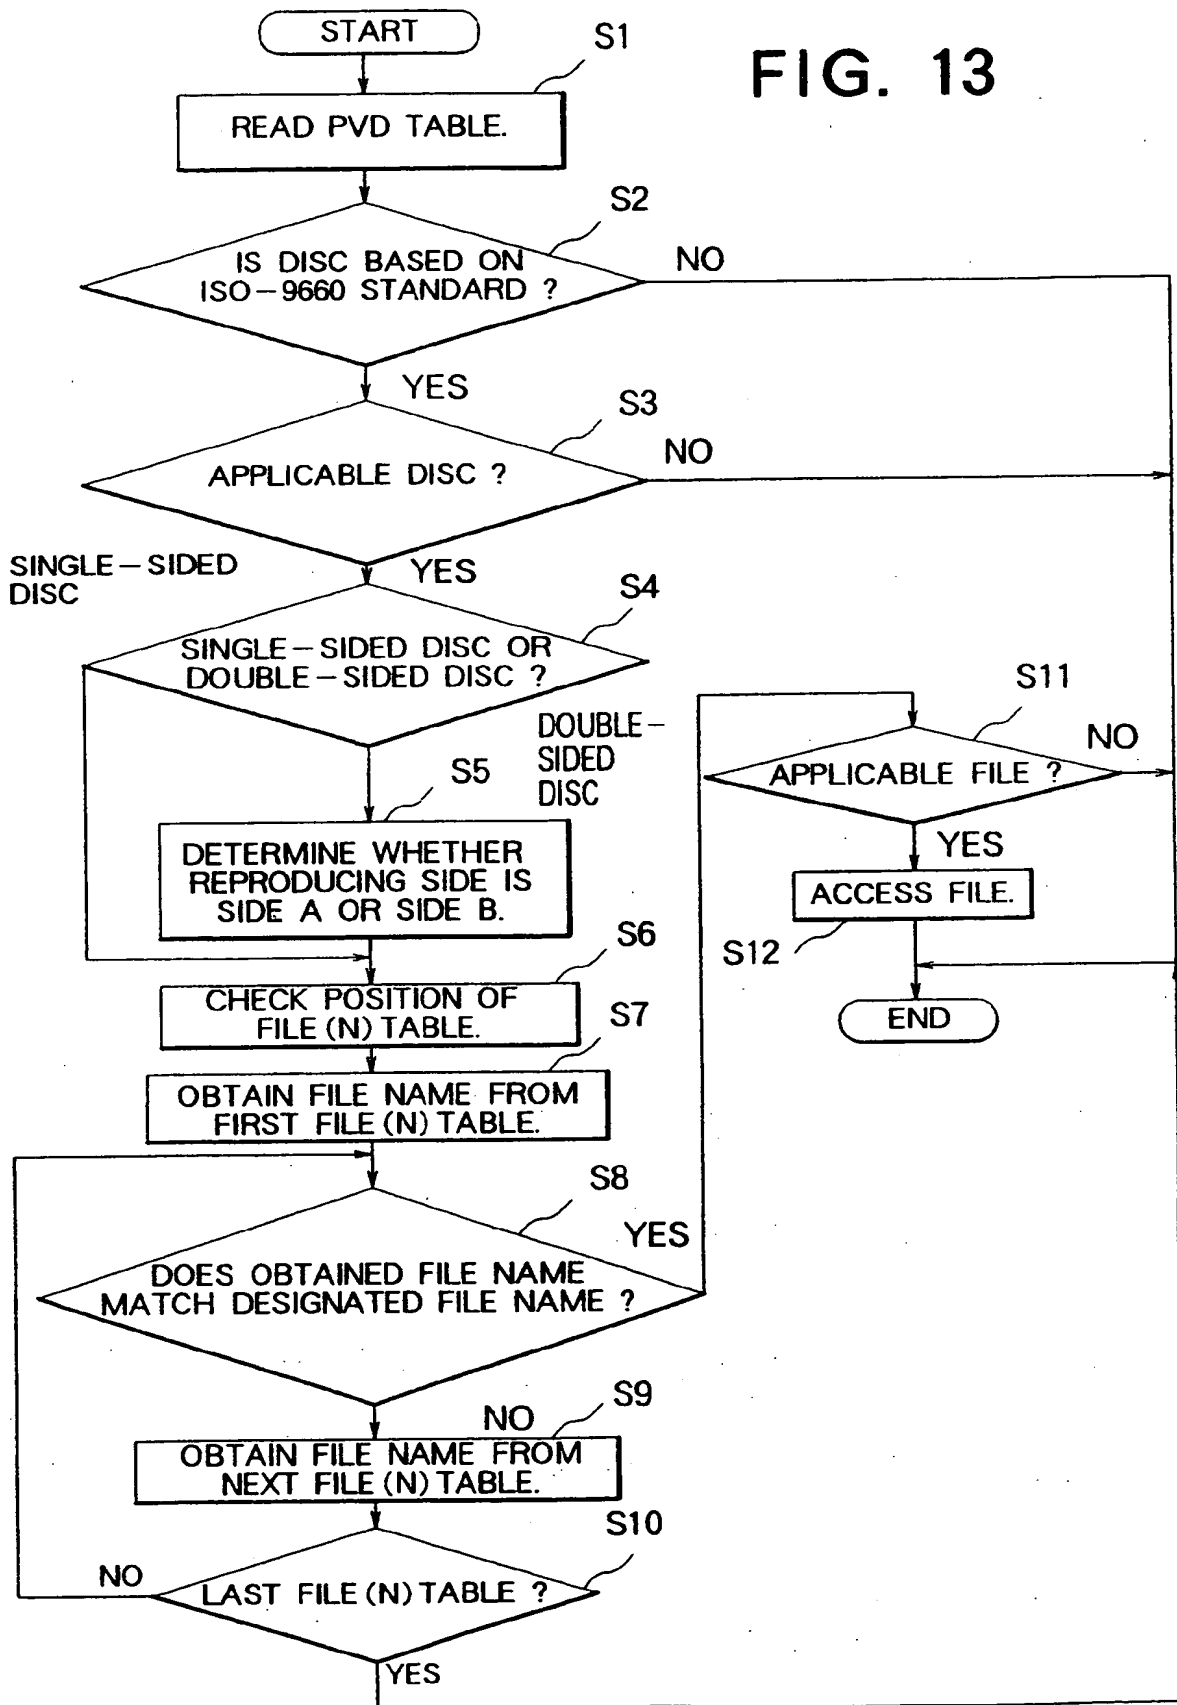 START
S1
FIG. 13
READ PVD TABLE.
S2
IS DISC BASED ON
ISO-9660 STANDARD ?
NO
YES
S3
APPLICABLE DISC ?
NO
SINGLE-SIDED
DISC
YES
S4
SINGLE-SIDED DISC OR
DOUBLE-SIDED DISC ?
DOUBLE-
SIDED
DISC
S5
DETERMINE WHETHER
REPRODUCING SIDE IS
SIDE A OR SIDE B.
S6
CHECK POSITION OF
FILE(N) TABLE.
S7
OBTAIN FILE NAME FROM
FIRST FILE(N) TABLE.
S8
YES
DOES OBTAINED FILE NAME
MATCH DESIGNATED FILE NAME ?
NO
S9
OBTAIN FILE NAME FROM
NEXT FILE(N) TABLE.
S10
NO
LAST FILE(N) TABLE ?
YES
S11
APPLICABLE FILE ?
NO
YES
ACCESS FILE.
S12
END